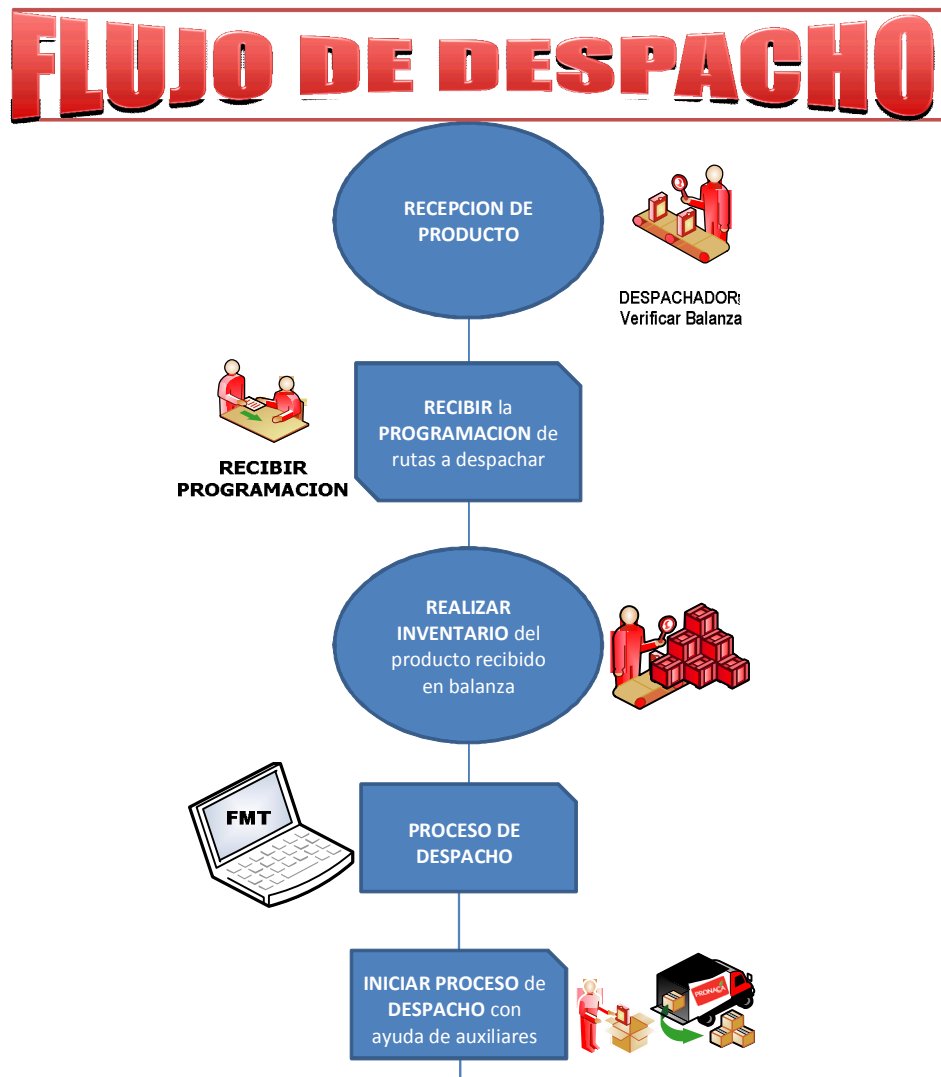 FLUJO DE DESPACHO
RECEPCION DE
PRODUCTO
DESPACHADOR:
Verificar Balanza
RECIBIR la
PROGRAMACION de
rutas a despachar
RECIBIR
PROGRAMACION
REALIZAR
INVENTARIO del
producto recibido
en balanza
FMT
PROCESO DE
DESPACHO
INICIAR PROCESO de
DESPACHO con
ayuda de auxiliares
PRONACA